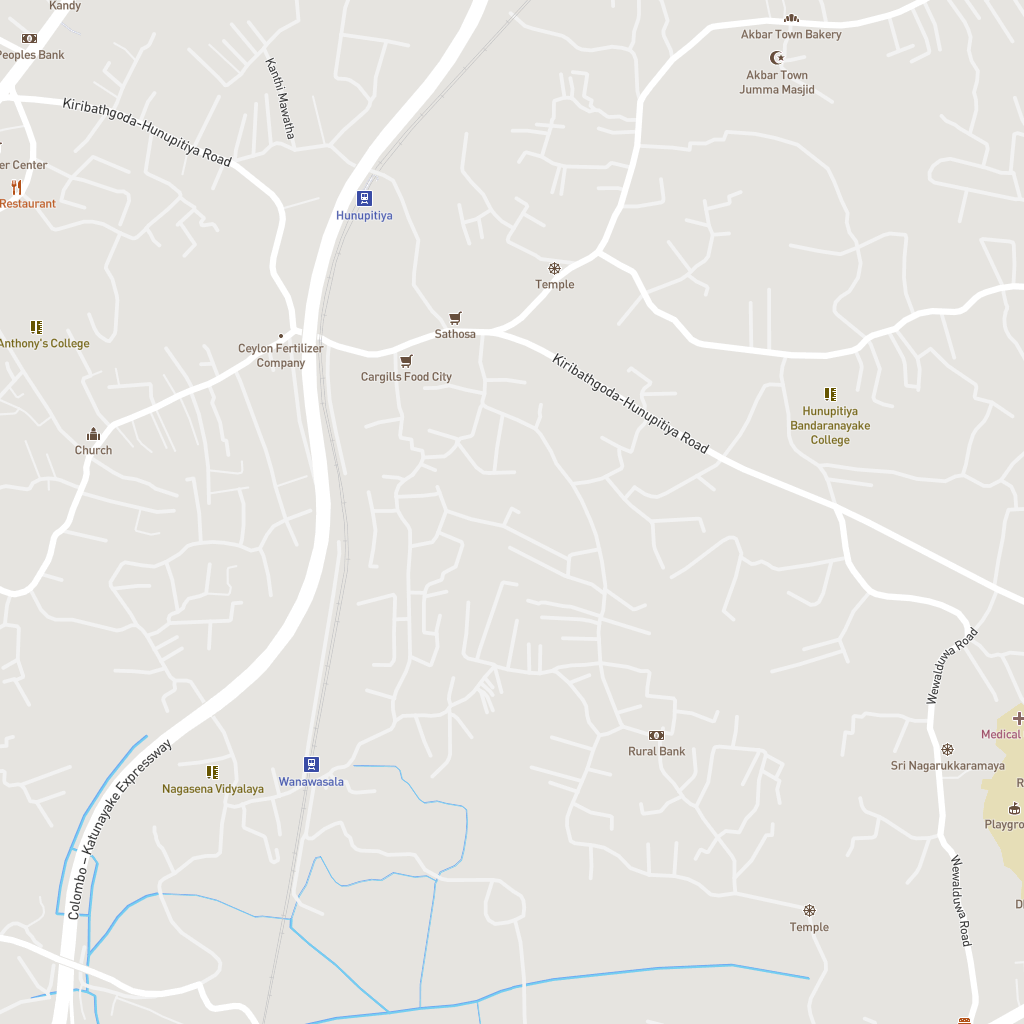 Kandy
Peoples Bank
Akbar Town Bakery
Akbar Town
Jumma Masjid
Kanthi Mawatha
Kiribathgoda-Hunupitiya Road
er Center
Restaurant
Hunupitiya
Temple
Sathosa
Anthony's College
Ceylon Fertilizer
Company
Cargills Food City
Kiribathgoda-Hunupitiya Road
Hunupitiya
Bandaranayake
College
Church
Wewalduwa Road
Medical
Rural Bank
Sri Nagarukkaramaya
Colombo – Katunayake Expressway
Wanawasala
Nagasena Vidyalaya
R
Playgro
Wewalduwa Road
D
Temple